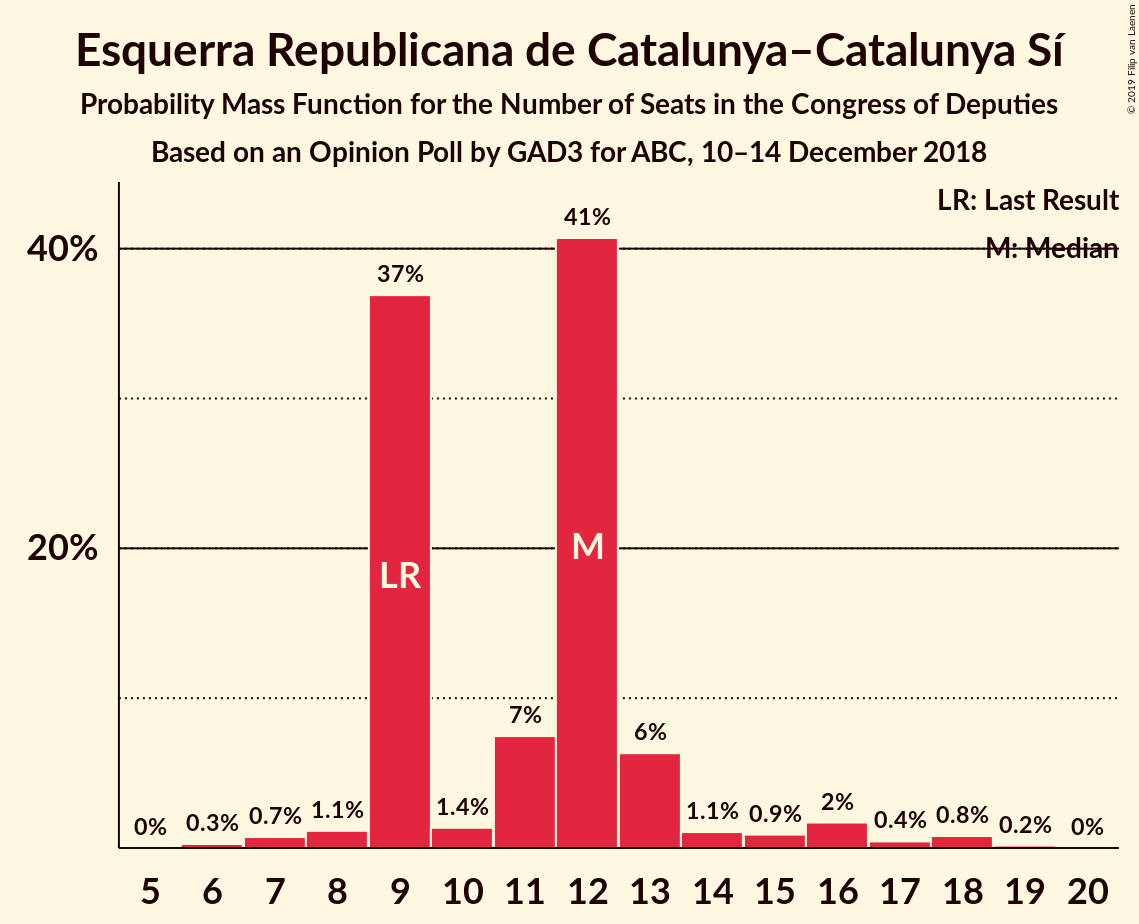 Esquerra Republicana de Catalunya–Catalunya Sí
Probability Mass Function for the Number of Seats in the Congress of Deputies
Based on an Opinion Poll by GAD3 for ABC, 10–14 December 2018
© 2019 Filip van Laenen
LR: Last Result
M: Median
40%
20%
41%
37%
LR
M
7%
6%
0%
0.3%
0.7%
1.1%
1.4%
1.1%
0.9%
2%
0.4%
0.8%
0.2%
0%
5 6 7 8 9 10 11 12 13 14 15 16 17 18 19 20